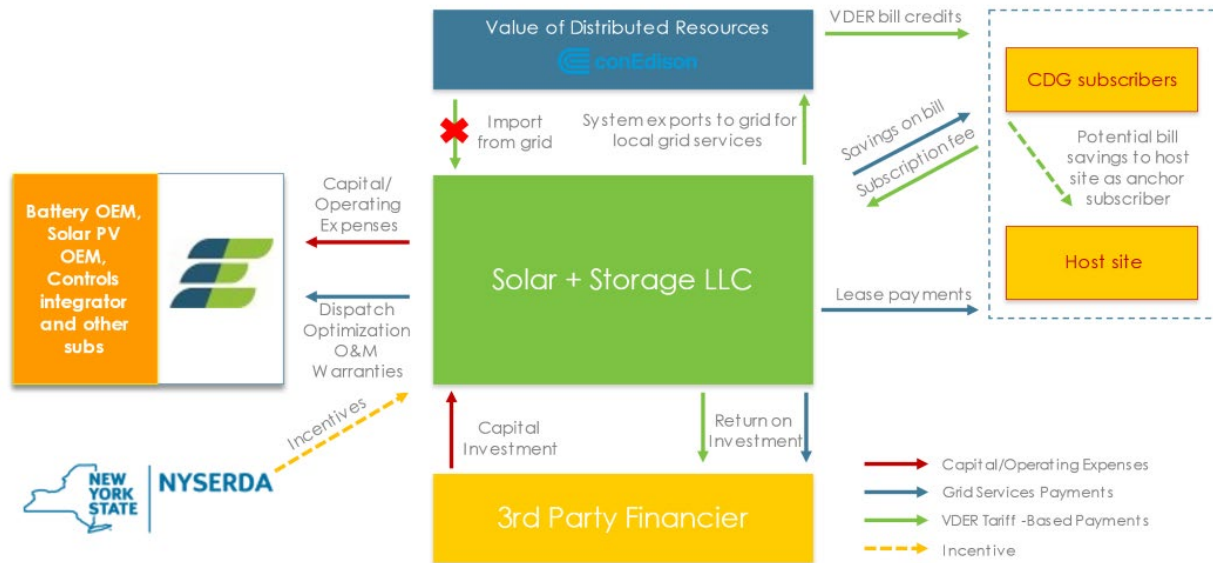 Value of Distributed Resources
conEdison
VDER bill credits
CDG subscribers
Import
from grid
System exports to grid for
local grid services
Savings on bill
Subscription fee
Potential bill
savings to host
site as anchor
subscriber
Host site
Battery OEM,
Solar PV
OEM,
Controls
integrator
and other
subs
Capital/
Operating
Expenses
Dispatch
Optimization
O&M
Warranties
Solar + Storage LLC
Lease payments
Incentives
Capital
Investment
Return on
Investment
NEW
YORK
STATE
NYSERDA
3rd Party Financier
Capital/Operating Expenses
Grid Services Payments
VDER Tariff -Based Payments
Incentive